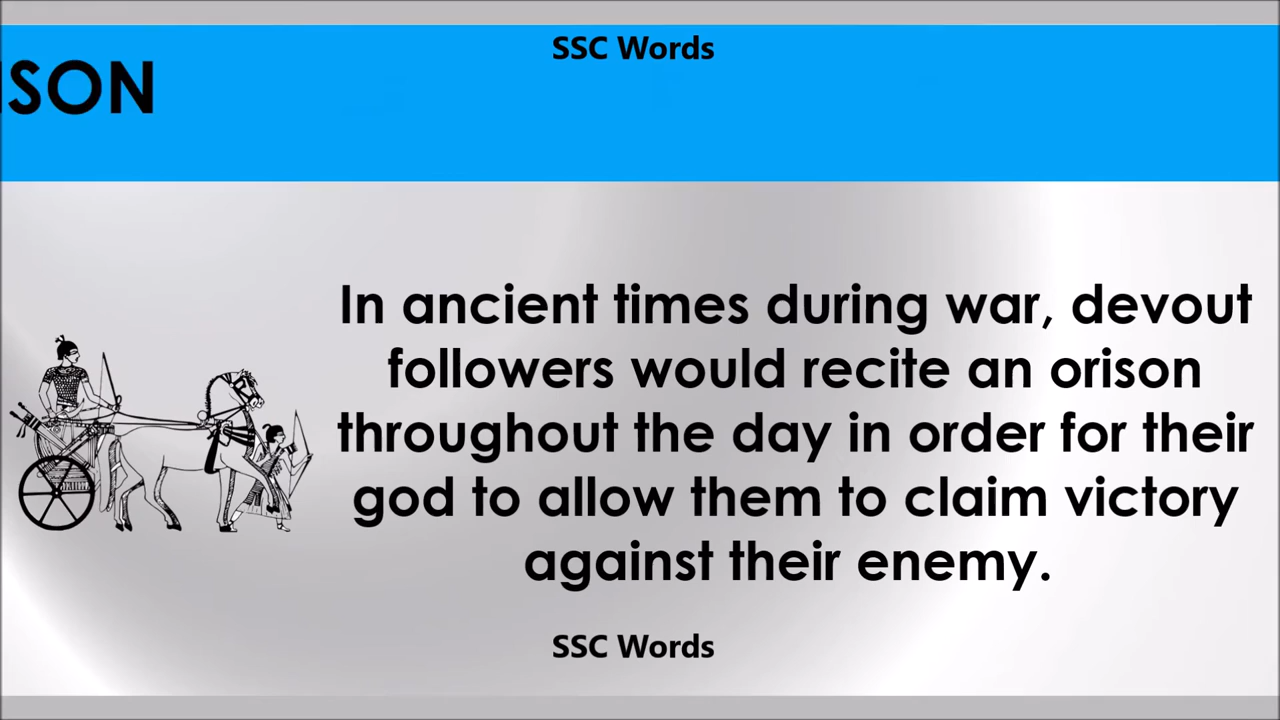 SSC Words
ISON
In ancient times during war, devout
followers would recite an orison
throughout the day in order for their
god to allow them to claim victory
against their enemy.
SSC Words